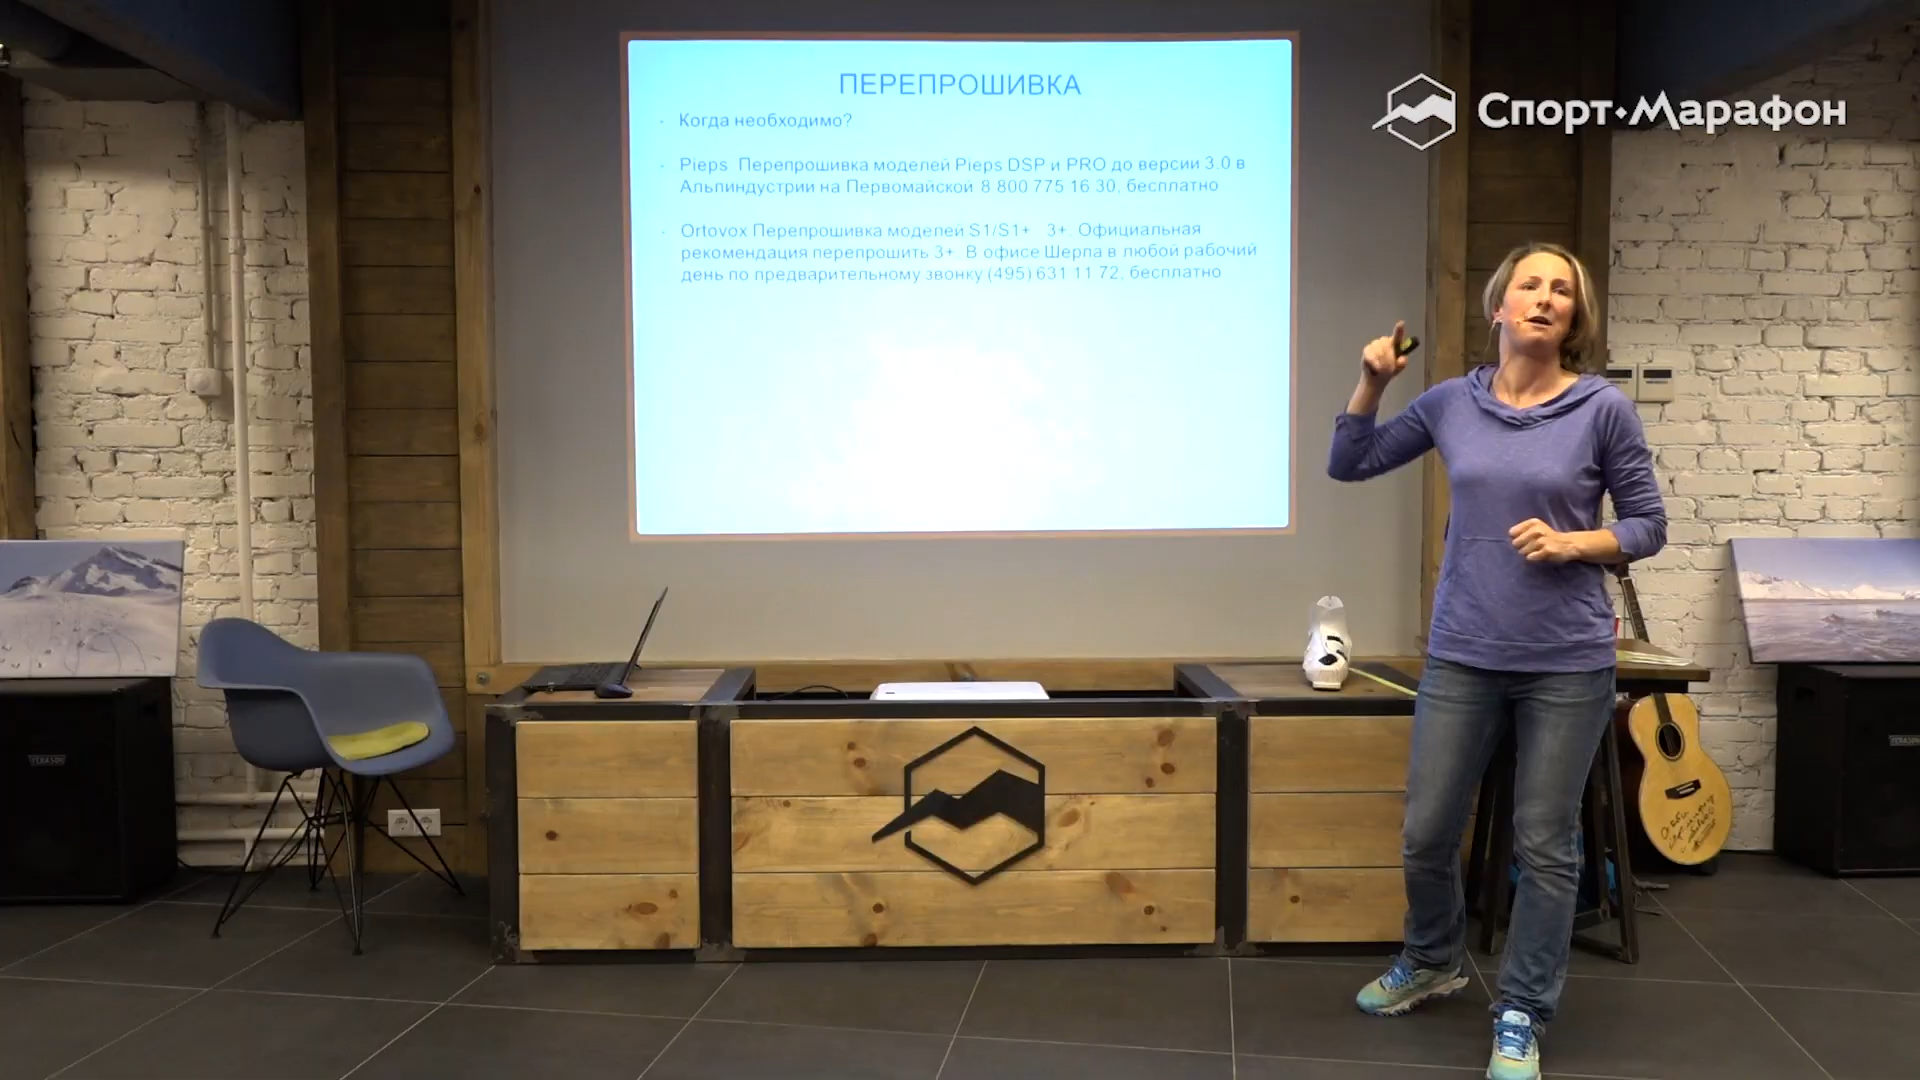 ПЕРЕПРОШИВКА
Спорт•Марафон
· Когда необходимо?
· Pieps Перепрошивка моделей Pieps DSP и PRO до версии 3.0 в
Альпиндустрии на Первомайской 8 800 775 16 30, бесплатно
· Ortovox Перепрошивка моделей S1/S1+ 3+. Официальная
рекомендация перепрошить 3+. В офисе Шерпа в любой рабочий
день по предварительному звонку (495) 631 11 72, бесплатно